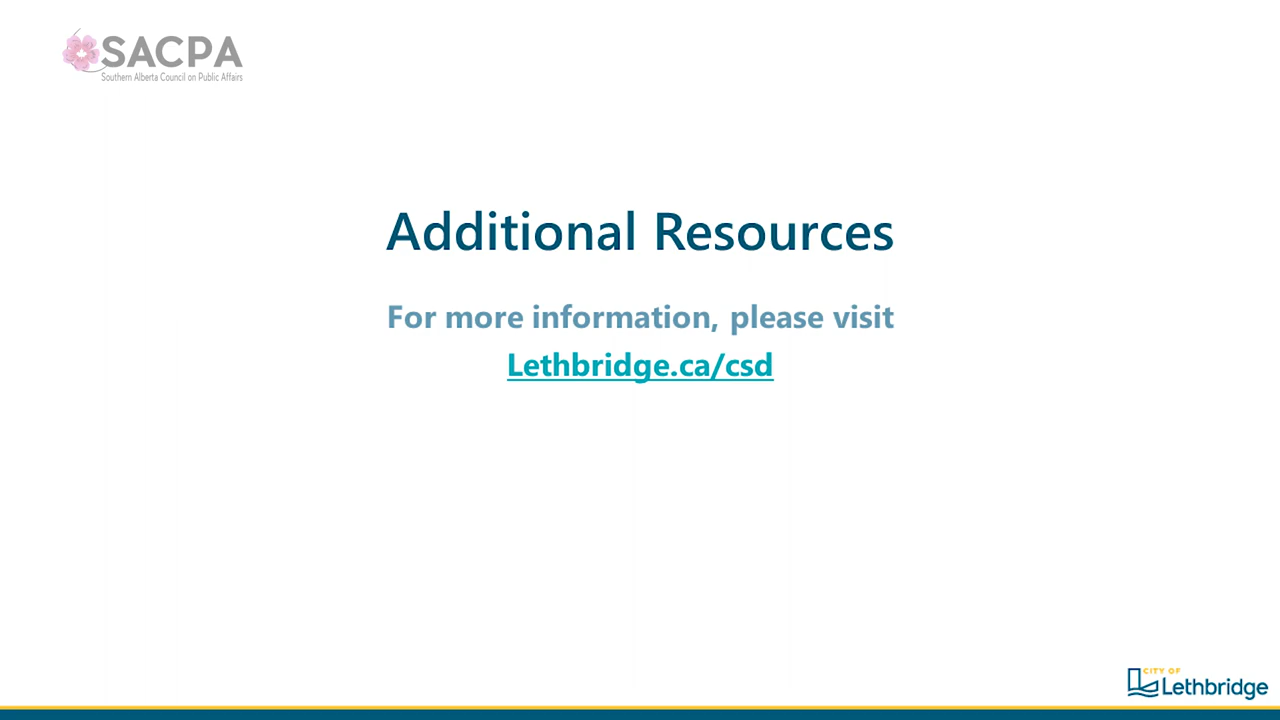 SACPA
Southern Alberta Council on Public Affairs
Additional Resources
For more information, please visit
Lethbridge.ca/csd
CITY OF
Lethbridge